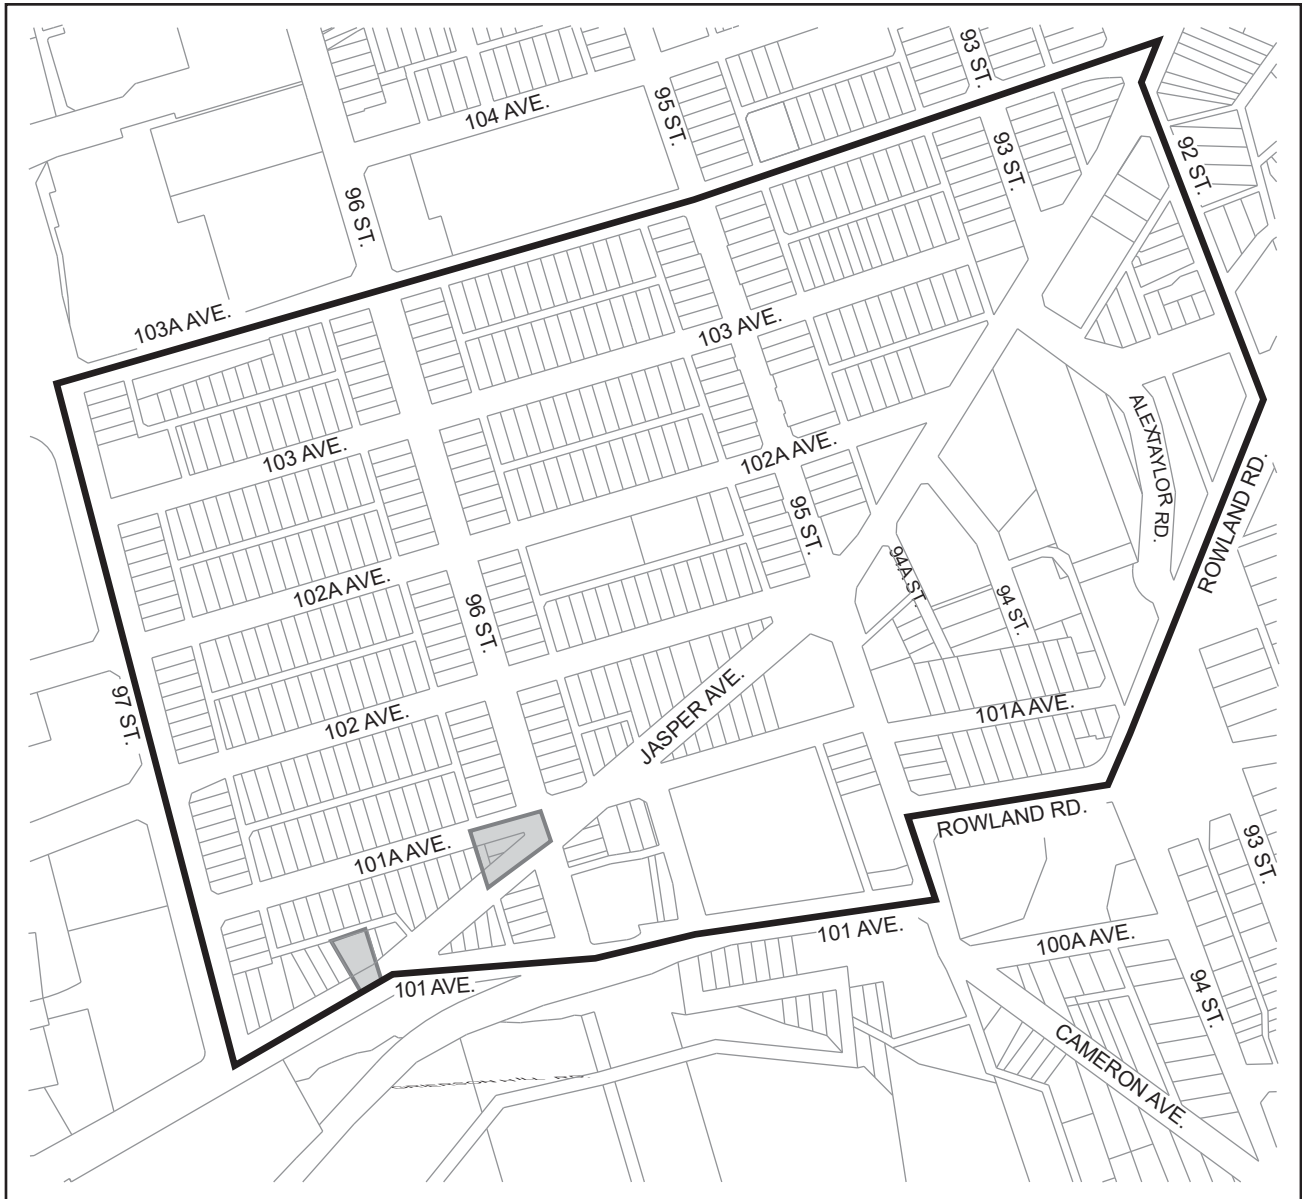 93 ST.
104 AVE.
95 ST.
93 ST.
92 ST.
96 ST.
103A AVE.
103 AVE.
ALEX TAYLOR RD.
103 AVE.
102A AVE.
ROWLAND RD.
95 ST.
94A ST.
102A AVE.
96 ST.
94 ST.
97 ST.
JASPER AVE.
101A AVE.
102 AVE.
ROWLAND RD.
101A AVE.
93 ST.
101 AVE.
100A AVE.
101 AVE.
94 ST.
CAMERON AVE.
GRIERSON HILL RD.